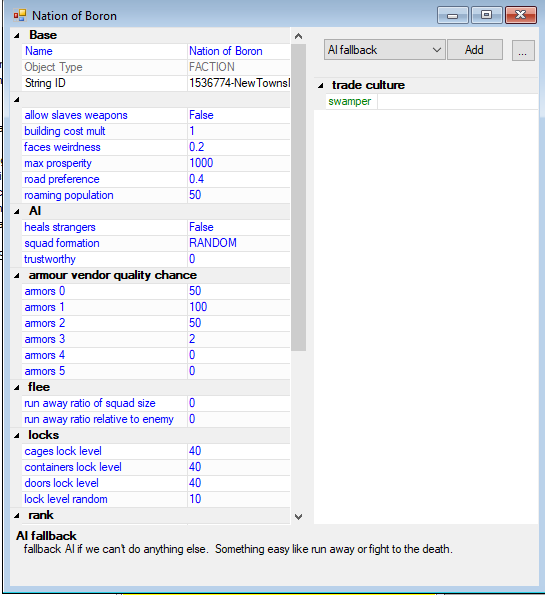 Nation of Boron
Base
Name Nation of Boron
Object Type FACTION
String ID 1536774-NewTowns
allow slaves weapons False
building cost mult 1
faces weirdness 0.2
max prosperity 1000
road preference 0.4
roaming population 50
AI
heals strangers False
squad formation RANDOM
trustworthy 0
armour vendor quality chance
armors 0 50
armors 1 100
armors 2 50
armors 3 2
armors 4 0
armors 5 0
flee
run away ratio of squad size 0
run away ratio relative to enemy 0
locks
cages lock level 40
containers lock level 40
doors lock level 40
lock level random 10
rank
AI fallback Add ...
trade culture
swamper
AI fallback
fallback AI if we can't do anything else. Something easy like run away or fight to the death.